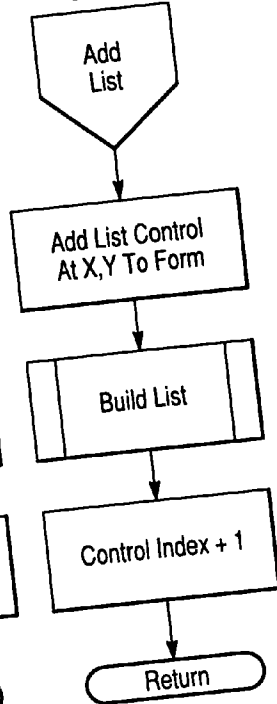 Add
List
Add List Control
At X,Y To Form
Build List
Control Index + 1
Return